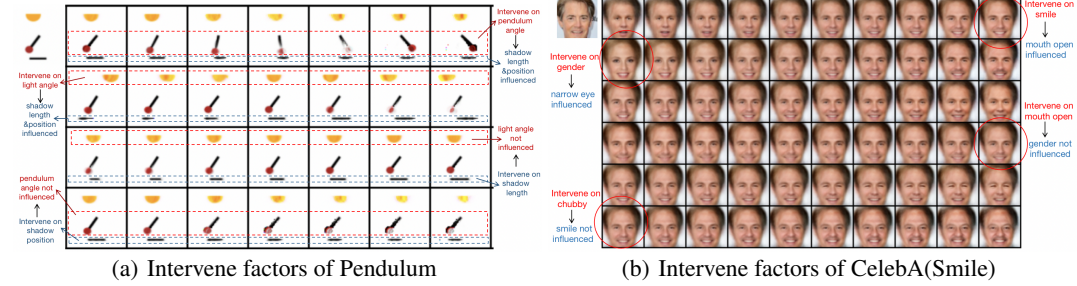 Intervene on
pendulum
angle
shadow
length
&position
influenced
Intervene on
light angle
shadow
length
&position
influenced
light angle
not
influenced
Intervene on
shadow
length
pendulum
angle not
influenced
Intervene on
shadow
position
(a) Intervene factors of Pendulum
Intervene on
smile
mouth open
influenced
Intervene on
gender
narrow eye
influenced
Intervene on
mouth open
gender not
influenced
Intervene on
chubby
smile not
influenced
(b) Intervene factors of CelebA(Smile)